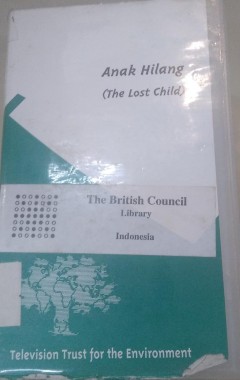 Anak Hilang
(The Lost Child)
The British Council
Library
Indonesia
Television Trust for the Environment